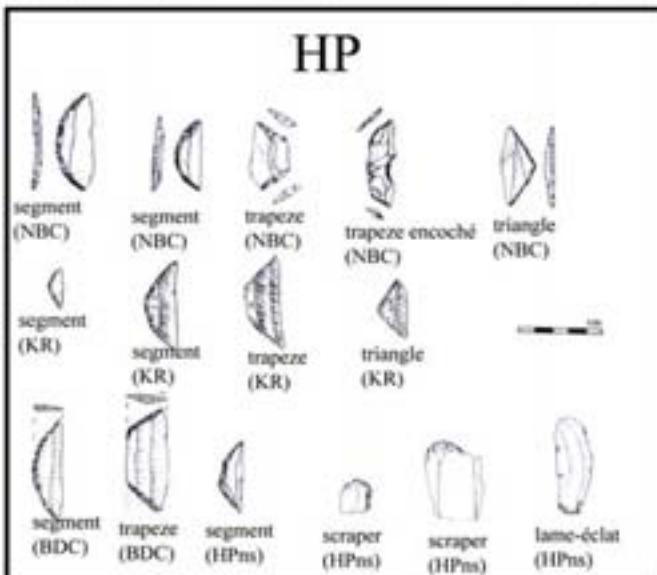 HP
segment
(NBC)
segment
(NBC)
trapeze
(NBC)
trapeze encoché
(NBC)
triangle
(NBC)
segment
(KR)
segment
(KR)
trapeze
(KR)
triangle
(KR)
segment
(BDC)
trapeze
(BDC)
segment
(HPns)
scraper
(HPns)
scraper
(HPns)
lame-éclat
(HPns)